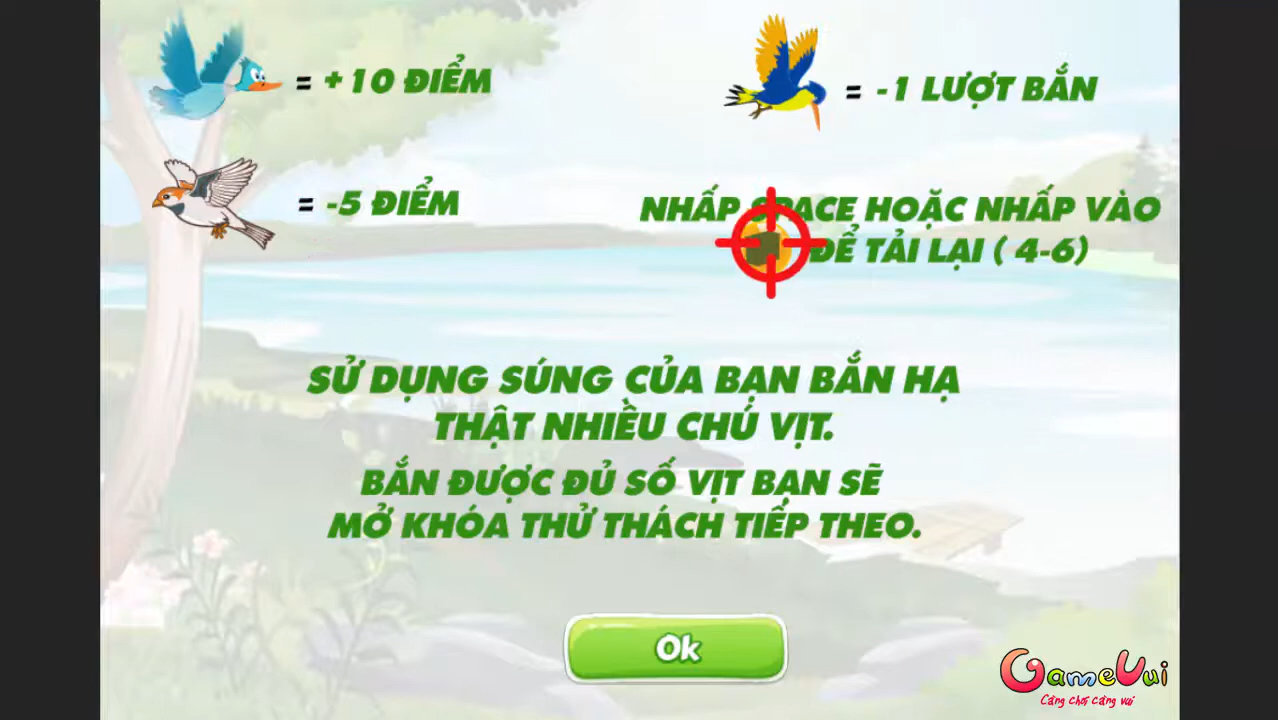 = +10 ĐIỂM
= -1 LƯỢT BẮN
= -5 ĐIỂM
NHẤP SPACE HOẶC NHẤP VÀO
ĐỂ TẢI LẠI ( 4-6)
SỬ DỤNG SÚNG CỦA BẠN BẮN HẠ
THẬT NHIỀU CHÚ VỊT.
BẮN ĐƯỢC ĐỦ SỐ VỊT BẠN SẼ
MỞ KHÓA THỬ THÁCH TIẾP THEO.
Ok
GameVui
Càng chơi càng vui